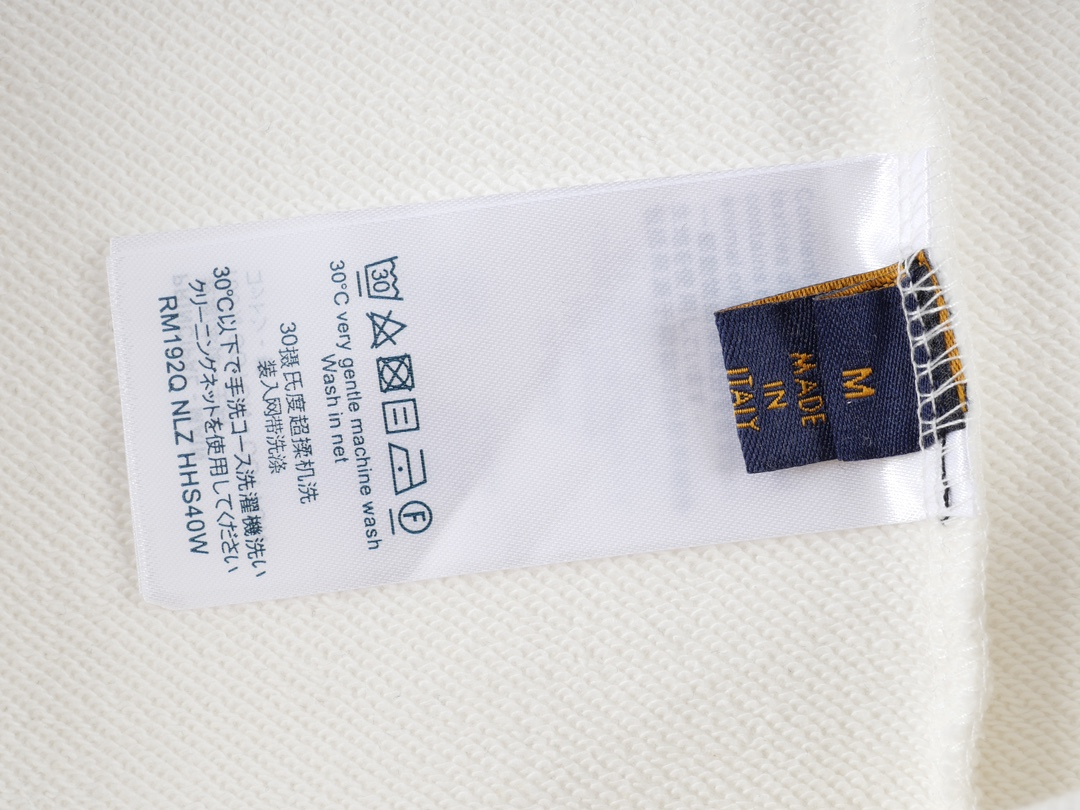 M
MADE
IN
ITALY
30
F
30°C very gentle machine wash
Wash in net
30摄氏度超揉机洗
装入网带洗涤
30℃以下で手洗コース洗濯機洗い
クリーニングネットを使用してください
RM192Q NLZ HHS40W